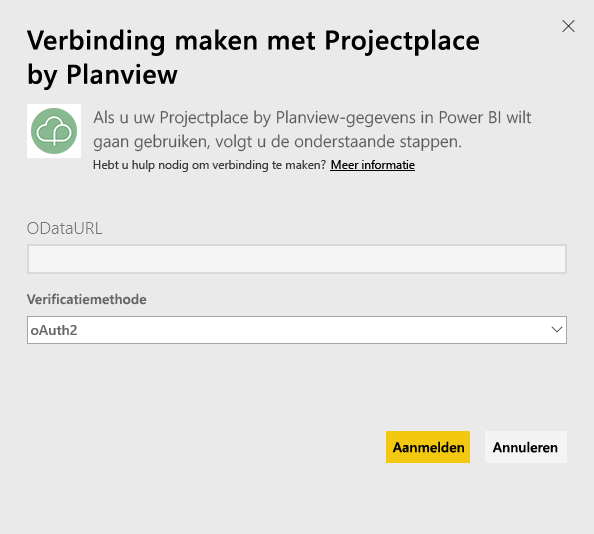 Verbinding maken met Projectplace
by Planview
Als u uw Projectplace by Planview-gegevens in Power BI wilt
gaan gebruiken, volgt u de onderstaande stappen.
Hebt u hulp nodig om verbinding te maken? Meer informatie
ODataURL
Verificatiemethode
oAuth2
Aanmelden
Annuleren